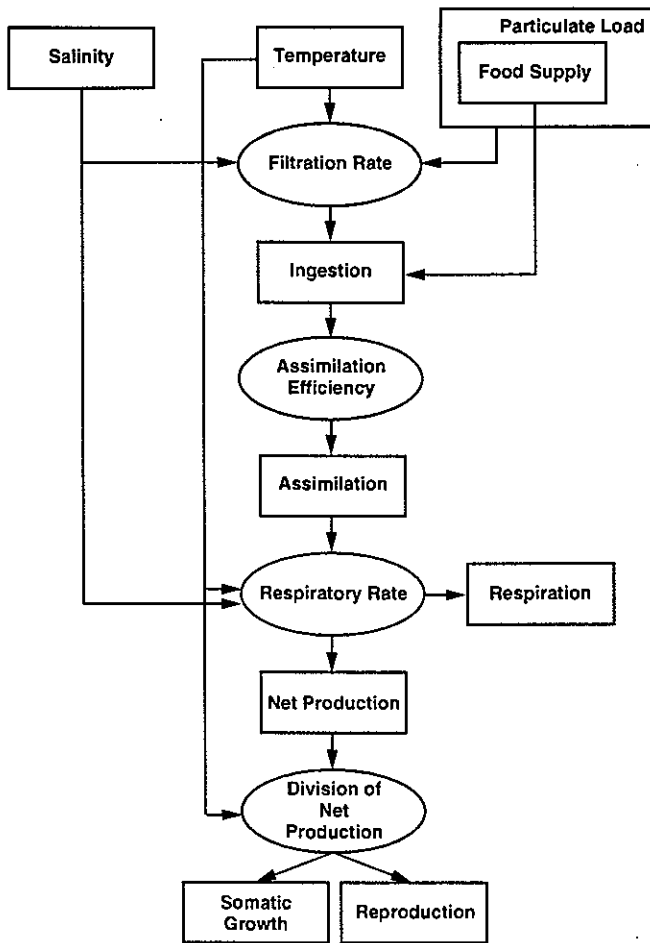 Particulate Load
Salinity
Temperature
Food Supply
Filtration Rate
Ingestion
Assimilation
Efficiency
Assimilation
Respiratory Rate
Respiration
Net Production
Division of
Net
Production
Somatic
Growth
Reproduction